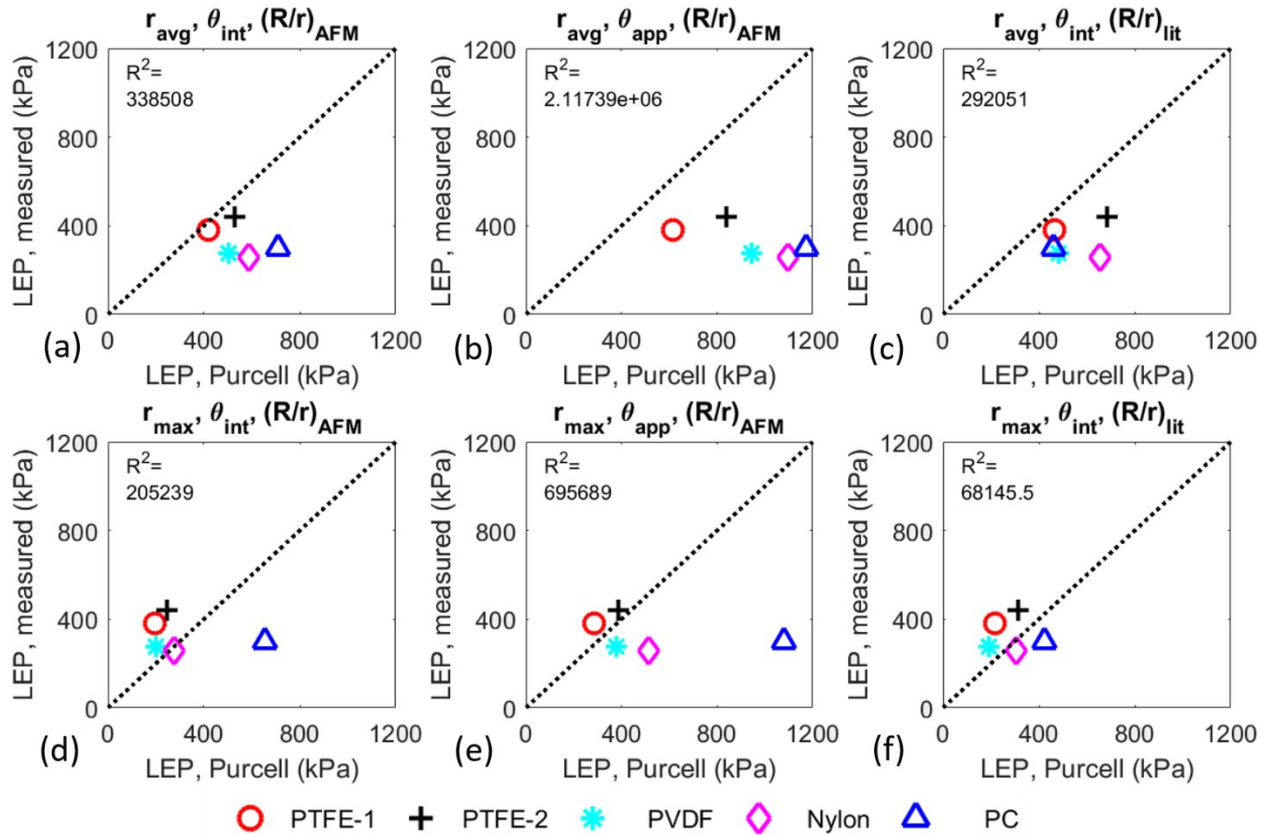 r_avg, θ_int, (R/r)_AFM
1200
800
400
0
R²=
338508
LEP, measured (kPa)
0 400 800 1200
LEP, Purcell (kPa)
(a)
r_avg, θ_app, (R/r)_AFM
1200
800
400
0
R²=
2.11739e+06
LEP, measured (kPa)
0 400 800 1200
LEP, Purcell (kPa)
(b)
r_avg, θ_int, (R/r)_lit
1200
800
400
0
R²=
292051
LEP, measured (kPa)
0 400 800 1200
LEP, Purcell (kPa)
(c)
r_max, θ_int, (R/r)_AFM
1200
800
400
0
R²=
205239
LEP, measured (kPa)
0 400 800 1200
LEP, Purcell (kPa)
(d)
r_max, θ_app, (R/r)_AFM
1200
800
400
0
R²=
695689
LEP, measured (kPa)
0 400 800 1200
LEP, Purcell (kPa)
(e)
r_max, θ_int, (R/r)_lit
1200
800
400
0
R²=
68145.5
LEP, measured (kPa)
0 400 800 1200
LEP, Purcell (kPa)
(f)
PTFE-1 PTFE-2 PVDF Nylon PC